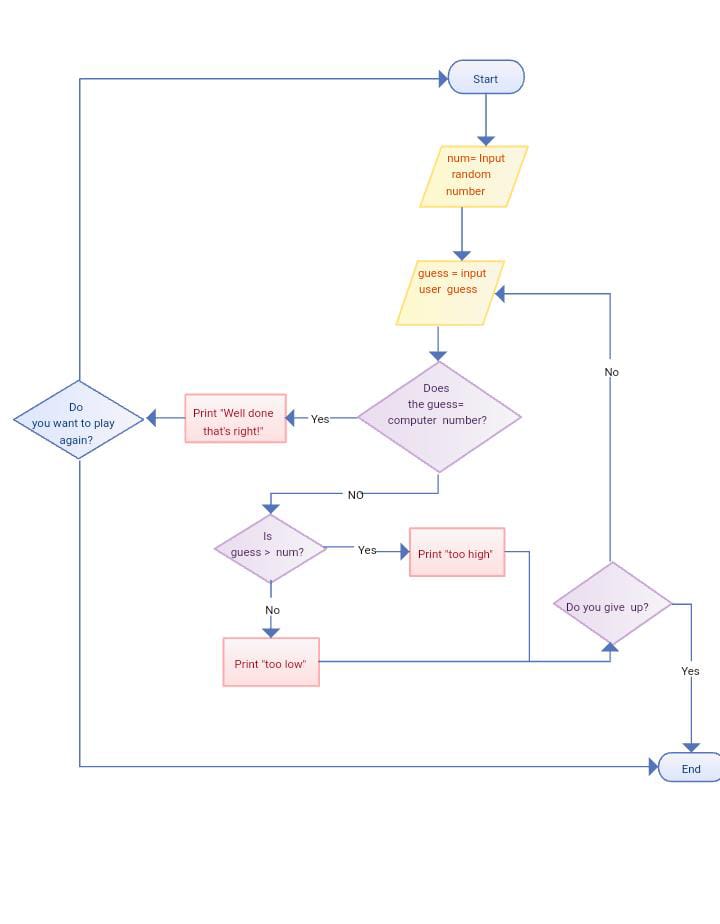 Start
num= Input
random
number
guess = input
user guess
No
Does
the guess=
computer number?
Yes
Print "Well done
that's right!"
Do
you want to play
again?
NO
Is
guess > num?
Yes
Print "too high"
No
Print "too low"
Do you give up?
Yes
End